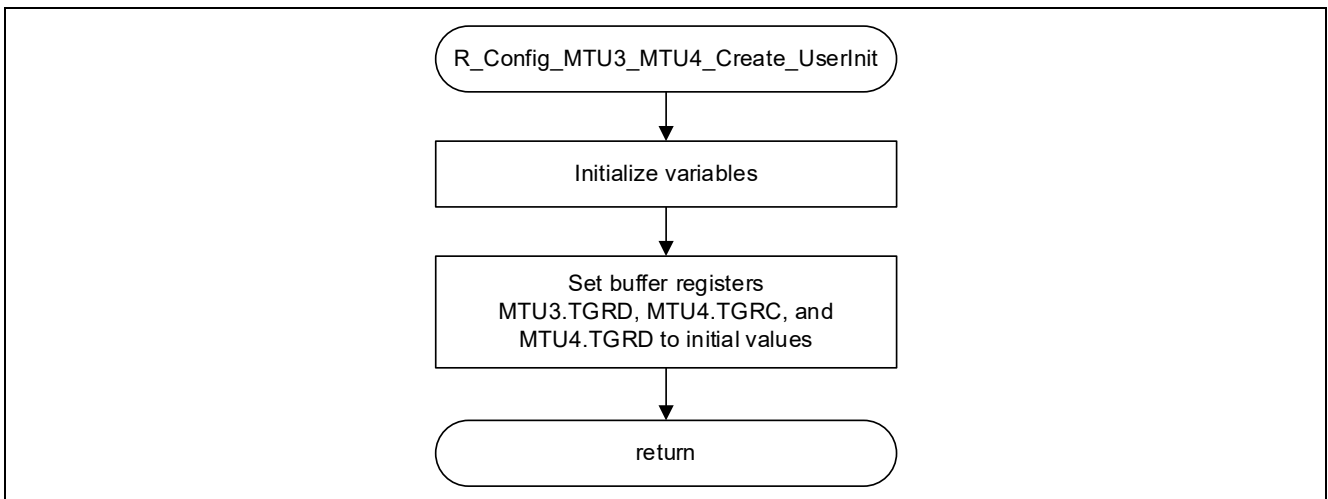 R_Config_MTU3_MTU4_Create_UserInit
Initialize variables
Set buffer registers
MTU3.TGRD, MTU4.TGRC, and
MTU4.TGRD to initial values
return